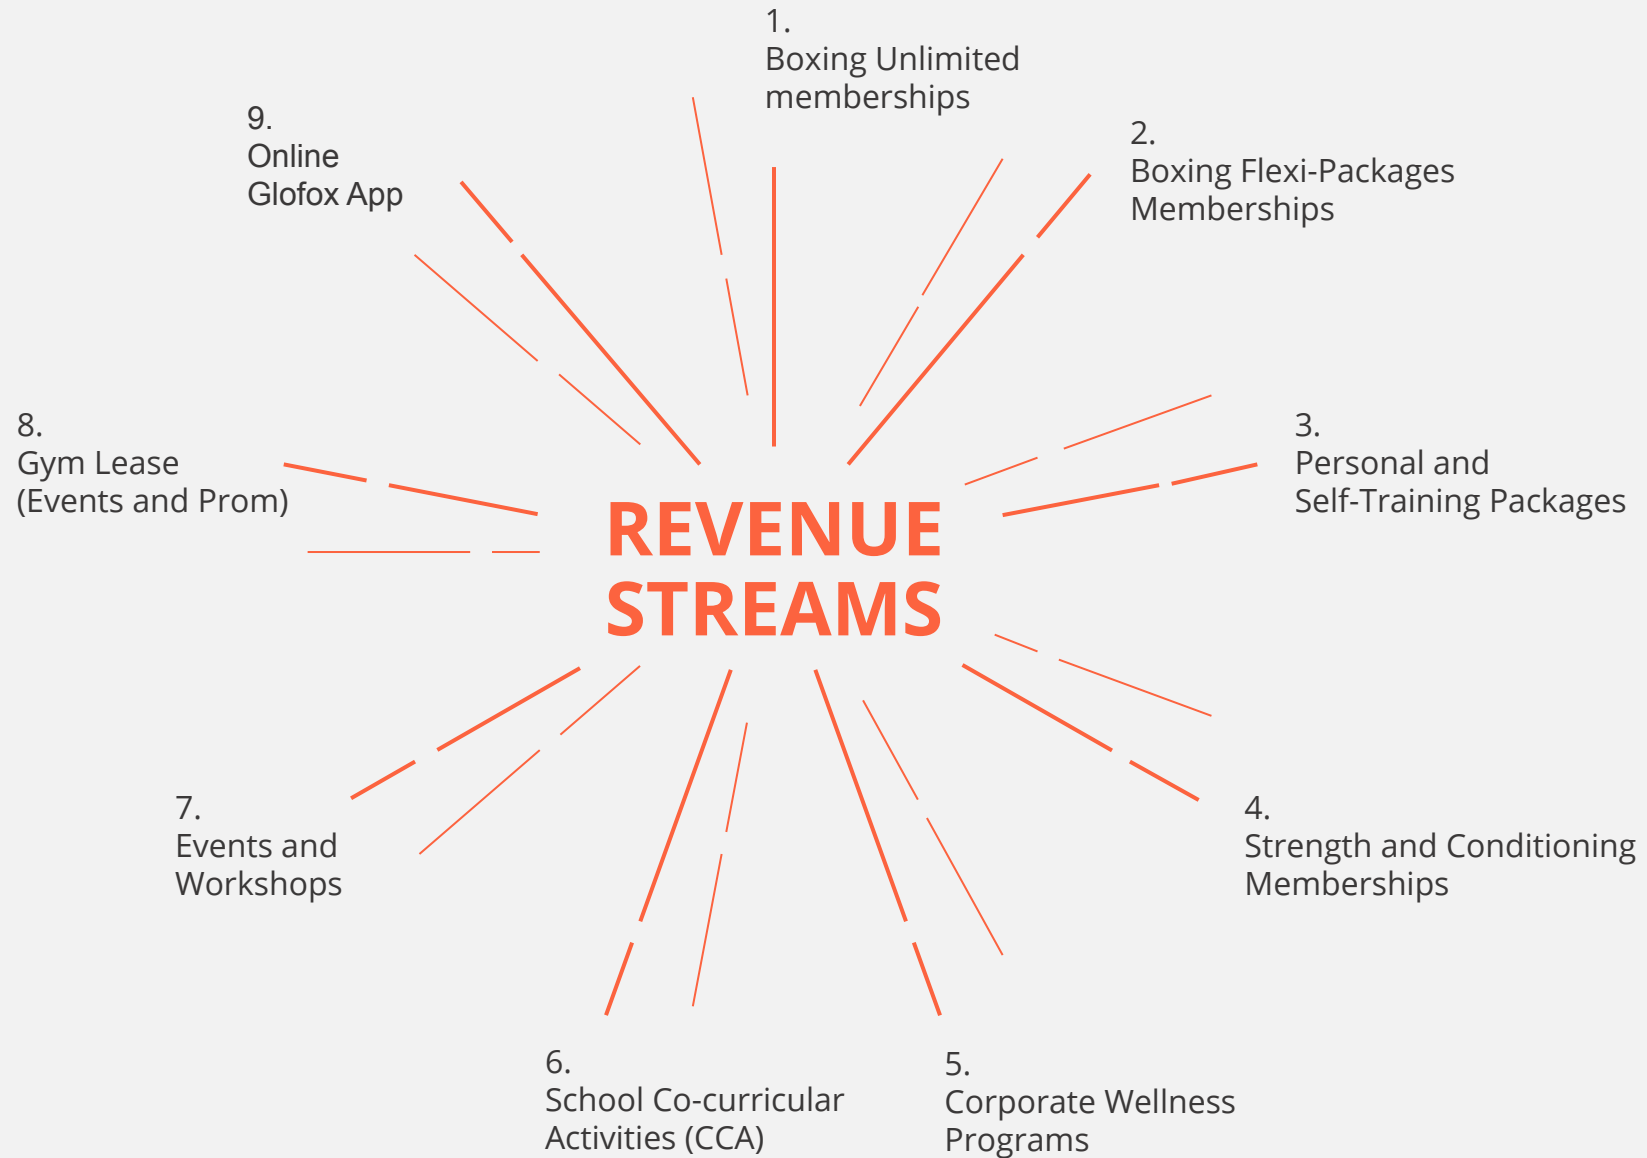 1.
Boxing Unlimited
memberships
2.
Boxing Flexi-Packages
Memberships
3.
Personal and
Self-Training Packages
4.
Strength and Conditioning
Memberships
5.
Corporate Wellness
Programs
6.
School Co-curricular
Activities (CCA)
7.
Events and
Workshops
8.
Gym Lease
(Events and Prom)
9.
Online
Glofox App
REVENUE
STREAMS